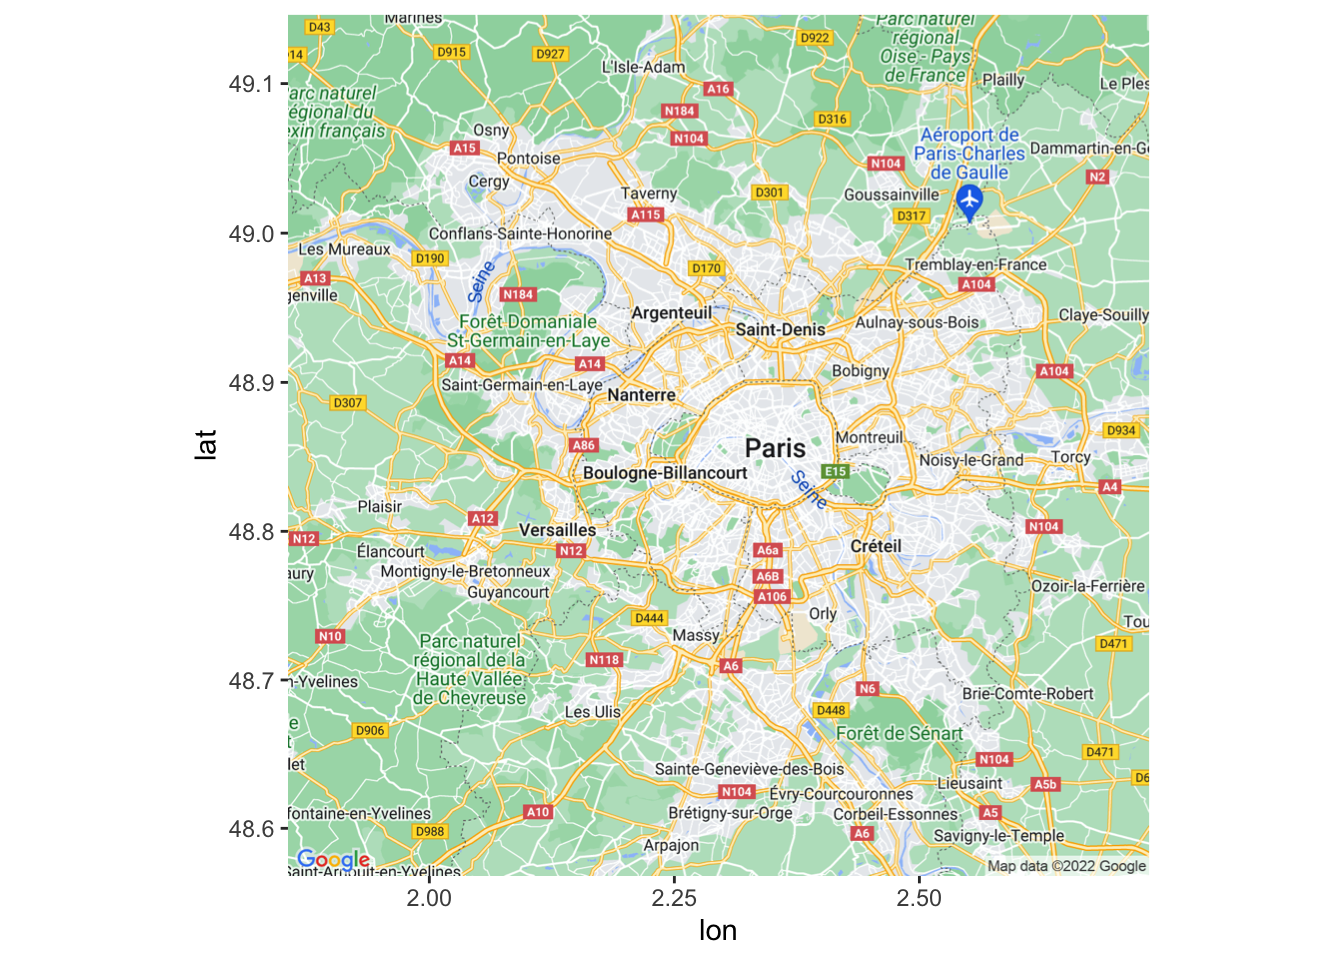 Marines
D43
D922
Parc naturel
régional
Oise - Pays
de France
D915
D927
L'Isle-Adam
Plailly
Le Ples
49.1
A16
arc naturel
égional du
exin français
N184
D316
Osny
N104
Aéroport de
Paris-Charles
de Gaulle
A15
Pontoise
N104
Dammartin-en-Go
N2
Cergy
Taverny
D301
Goussainville
A115
D317
49.0
Conflans-Sainte-Honorine
Les Mureaux
D190
D170
Tremblay-en-France
A13
Seine
A104
genville
N184
Argenteuil
Forêt Domaniale
St-Germain-en-Laye
Saint-Denis
Aulnay-sous-Bois
Claye-Souilly
A14
A14
Bobigny
A104
48.9
Saint-Germain-en-Laye
Nanterre
D307
D934
A86
Paris
Montreuil
Noisy-le-Grand
Torcy
lat
Boulogne-Billancourt
E15
Seine
A4
Plaisir
A12
Versailles
N104
48.8
N12
Élancourt
N12
A6a
Créteil
aury
Montigny-le-Bretonneux
A6B
Guyancourt
A106
Ozoir-la-Ferrière
D444
Orly
Tou
N10
Massy
D471
Parc naturel
régional de la
Haute Vallée
de Chevreuse
N118
A6
48.7
n-Yvelines
N6
Brie-Comte-Robert
Les Ulis
D448
e
t
D906
Forêt de Sénart
D471
let
Sainte-Geneviève-des-Bois
N104
Lieusaint
A5b
D6
N104
Évry-Courcouronnes
fontaine-en-Yvelines
A10
Brétigny-sur-Orge
Corbeil-Essonnes
A5
48.6
D988
A6
Savigny-le-Temple
Arpajon
Google
Saint-Arnoult-en-Yvelines
Map data ©2022 Google
2.00
2.25
2.50
lon